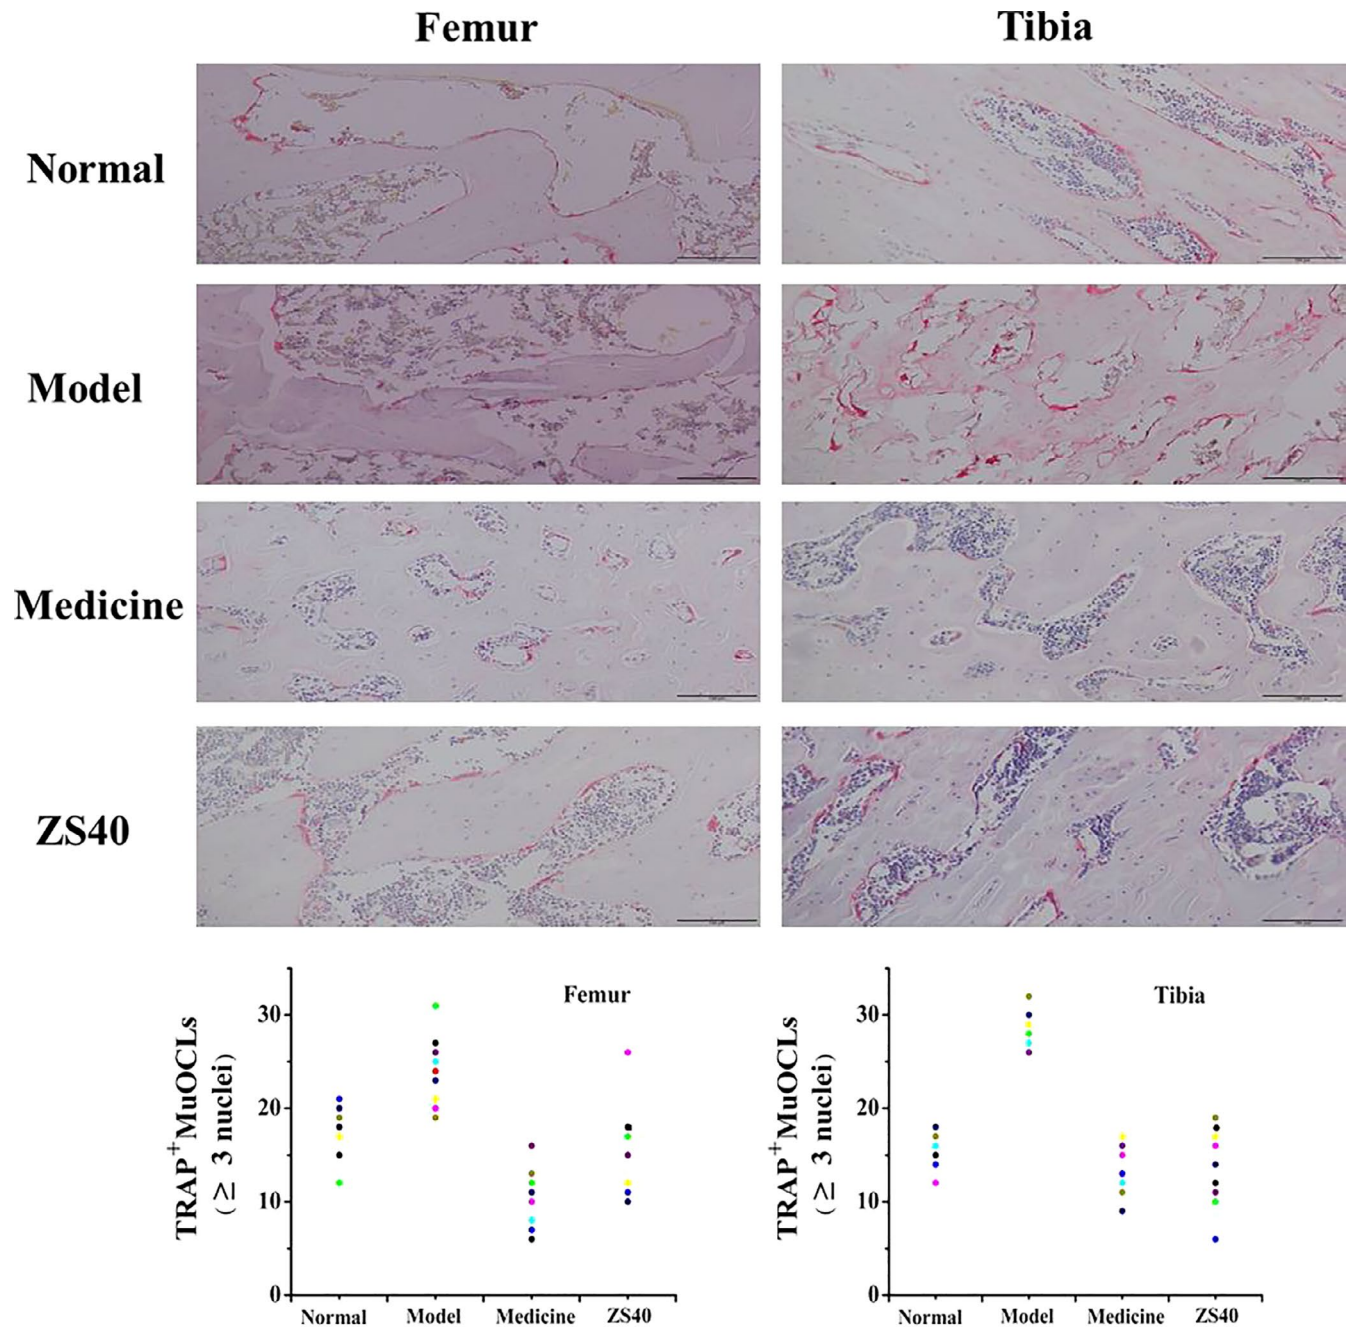 Femur
Tibia
Normal
Model
Medicine
ZS40
TRAP⁺MuOCLs
(≥ 3 nuclei)
Femur
30
20
10
0
Normal
Model
Medicine
ZS40
TRAP⁺MuOCLs
(≥ 3 nuclei)
Tibia
30
20
10
0
Normal
Model
Medicine
ZS40